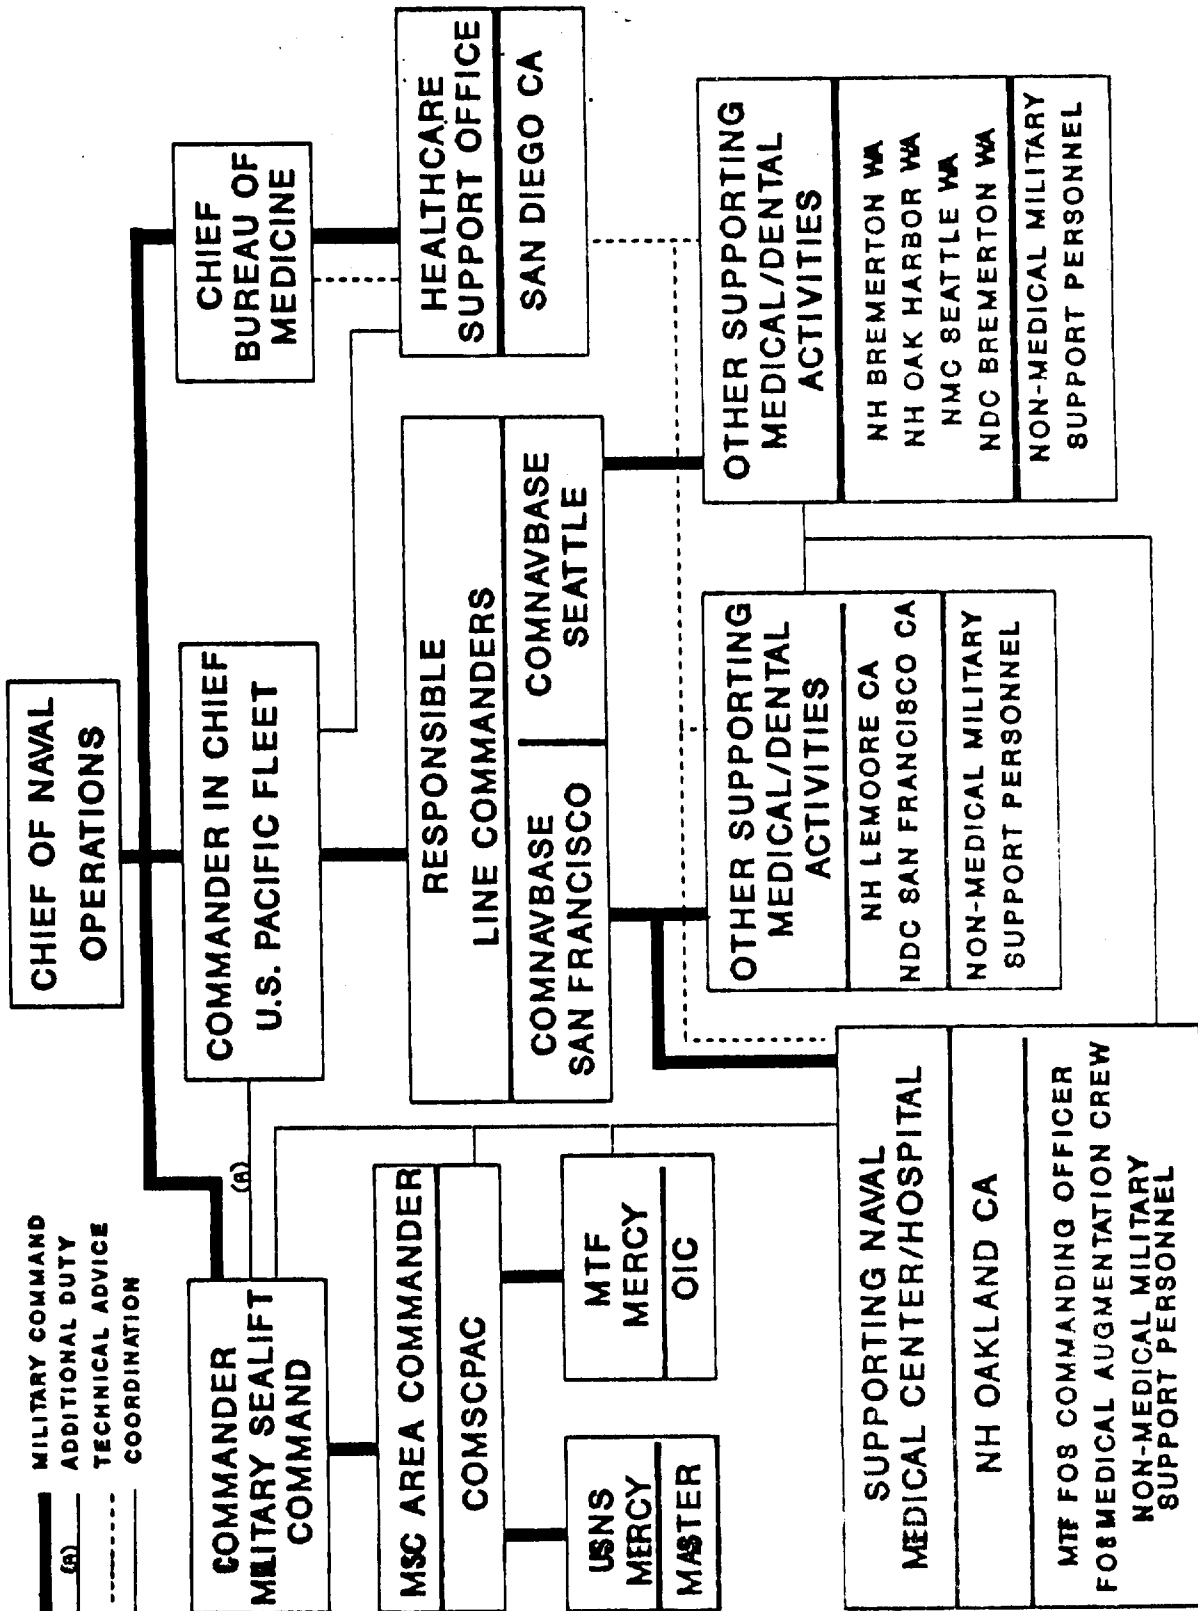 MILITARY COMMAND
(A) ADDITIONAL DUTY
TECHNICAL ADVICE
COORDINATION
CHIEF OF NAVAL
OPERATIONS
COMMANDER
MILITARY SEALIFT
COMMAND
(A)
COMMANDER IN CHIEF
U.S. PACIFIC FLEET
CHIEF
BUREAU OF
MEDICINE
MSC AREA COMMANDER
COMSCPAC
RESPONSIBLE
LINE COMMANDERS
COMNAVBASE
SAN FRANCISCO
COMNAVBASE
SEATTLE
HEALTHCARE
SUPPORT OFFICE
SAN DIEGO CA
USNS
MERCY
MASTER
MTF
MERCY
OIC
OTHER SUPPORTING
MEDICAL/DENTAL
ACTIVITIES
NH LEMOORE CA
NDC SAN FRANCISCO CA
NON-MEDICAL MILITARY
SUPPORT PERSONNEL
OTHER SUPPORTING
MEDICAL/DENTAL
ACTIVITIES
NH BREMERTON WA
NH OAK HARBOR WA
NMC SEATTLE WA
NDC BREMERTON WA
NON-MEDICAL MILITARY
SUPPORT PERSONNEL
SUPPORTING NAVAL
MEDICAL CENTER/HOSPITAL
NH OAKLAND CA
MTF FOS COMMANDING OFFICER
FOS MEDICAL AUGMENTATION CREW
NON-MEDICAL MILITARY
SUPPORT PERSONNEL